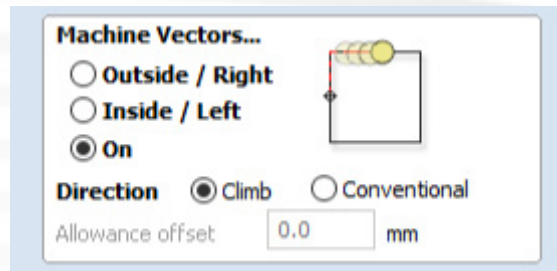 Machine Vectors...
Outside / Right
Inside / Left
On
Direction Climb Conventional
Allowance offset 0.0 mm